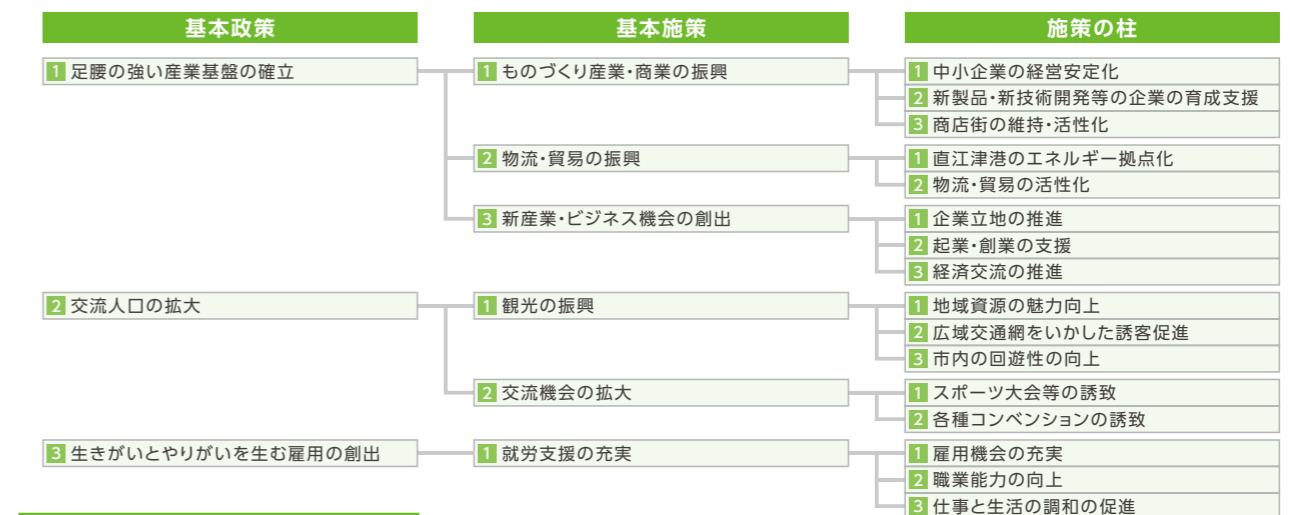 基本政策 基本施策 施策の柱
1 足腰の強い産業基盤の確立 1 ものづくり産業・商業の振興 1 中小企業の経営安定化
2 新製品・新技術開発等の企業の育成支援
3 商店街の維持・活性化
2 物流・貿易の振興 1 直江津港のエネルギー拠点化
2 物流・貿易の活性化
3 新産業・ビジネス機会の創出 1 企業立地の推進
2 起業・創業の支援
3 経済交流の推進
2 交流人口の拡大 1 観光の振興 1 地域資源の魅力向上
2 広域交通網をいかした誘客促進
3 市内の回遊性の向上
2 交流機会の拡大 1 スポーツ大会等の誘致
2 各種コンベンションの誘致
3 生きがいとやりがいを生む雇用の創出 1 就労支援の充実 1 雇用機会の充実
2 職業能力の向上
3 仕事と生活の調和の促進